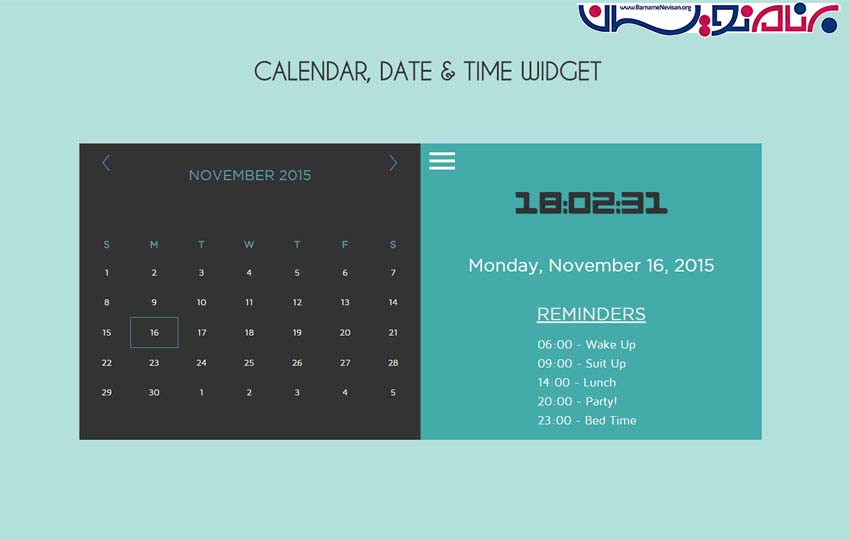 برنامه نویسان
www.BarnameNevisan.org
CALENDAR, DATE & TIME WIDGET
NOVEMBER 2015
S M T W T F S
1 2 3 4 5 6 7
8 9 10 11 12 13 14
15 16 17 18 19 20 21
22 23 24 25 26 27 28
29 30 1 2 3 4 5
18:02:31
Monday, November 16, 2015
REMINDERS
06:00 - Wake Up
09:00 - Suit Up
14:00 - Lunch
20:00 - Party!
23:00 - Bed Time